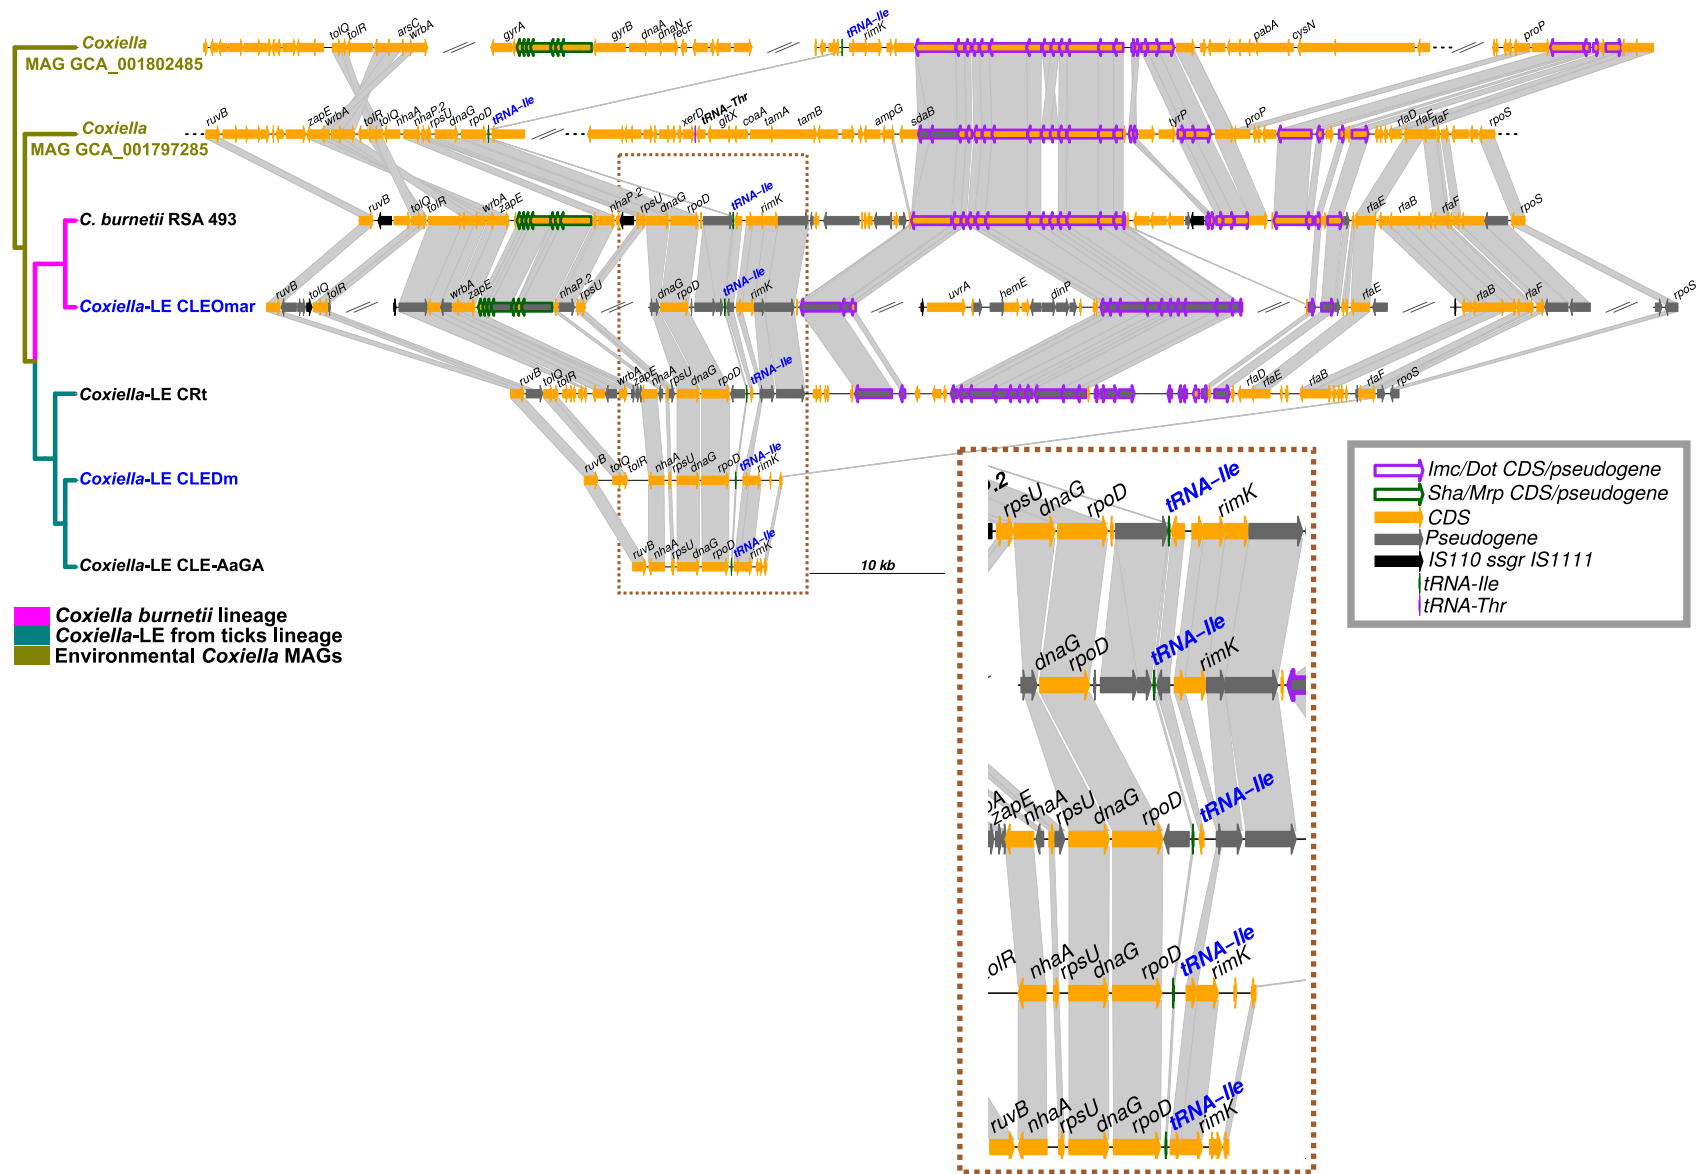 tolQ tolR arsC wrbA gyrA gyrB dnaA dnaN recF tRNA-Ile rimK pabA cysN proP
Coxiella
MAG GCA_001802485
ruvB zapE wrbA tolR tolQ nhaA nhaP.2 rpsU dnaG rpoD tRNA-Ile xerD tRNA-Thr gltX coaA tamA tamB ampG sdaB tyrP proP rfaD rfaE rfaF rpoS
Coxiella
MAG GCA_001797285
ruvB tolQ tolR wrbA zapE nhaP.2 rpsU dnaG rpoD tRNA-Ile rimK rfaE rfaB rfaF rpoS
C. burnetii RSA 493
ruvB tolQ tolR wrbA zapE nhaP.2 rpsU dnaG rpoD tRNA-Ile rimK uvrA hemE dinP rfaE rfaB rfaF rpoS
Coxiella-LE CLEOmar
ruvB tolQ tolR wrbA zapE nhaA rpsU dnaG rpoD tRNA-Ile rfaD rfaE rfaB rfaF rpoS
Coxiella-LE CRt
ruvB tolQ tolR nhaA rpsU dnaG rpoD tRNA-Ile rimK
Coxiella-LE CLEDm
ruvB nhaA rpsU dnaG rpoD tRNA-Ile rimK
Coxiella-LE CLE-AaGA
10 kb
Coxiella burnetii lineage
Coxiella-LE from ticks lineage
Environmental Coxiella MAGs
.2 rpsU dnaG rpoD tRNA-Ile rimK
dnaG rpoD tRNA-Ile rimK
zapE nhaA rpsU dnaG rpoD tRNA-Ile
tolR nhaA rpsU dnaG rpoD tRNA-Ile rimK
ruvB nhaA rpsU dnaG rpoD tRNA-Ile rimK
Imc/Dot CDS/pseudogene
Sha/Mrp CDS/pseudogene
CDS
Pseudogene
IS110 ssgr IS1111
tRNA-Ile
tRNA-Thr